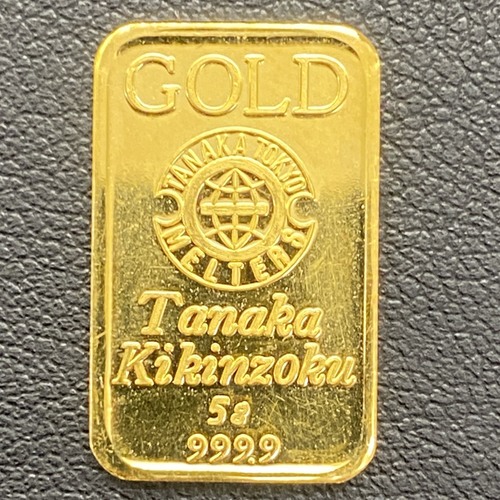 GOLD
TANAKA TOKYO
MELTERS
Tanaka
Kikinzoku
5g
999.9